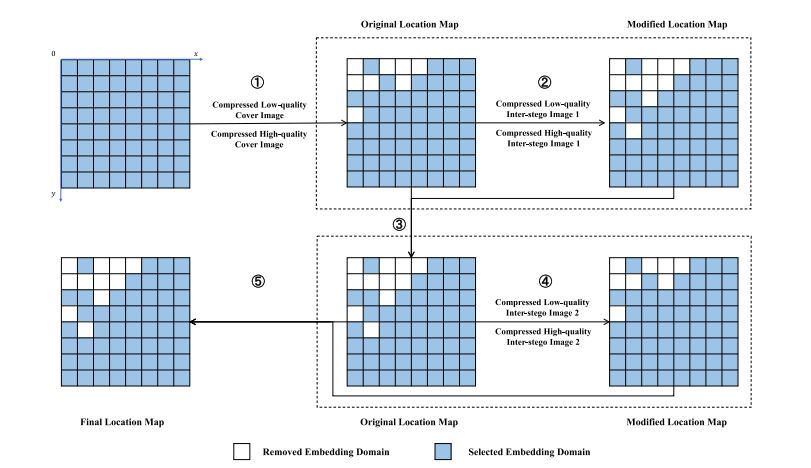 Original Location Map
Modified Location Map
0
x
①
②
Compressed Low-quality
Cover Image
Compressed High-quality
Cover Image
Compressed Low-quality
Inter-stego Image 1
Compressed High-quality
Inter-stego Image 1
y
③
⑤
④
Compressed Low-quality
Inter-stego Image 2
Compressed High-quality
Inter-stego Image 2
Final Location Map
Original Location Map
Modified Location Map
Removed Embedding Domain
Selected Embedding Domain